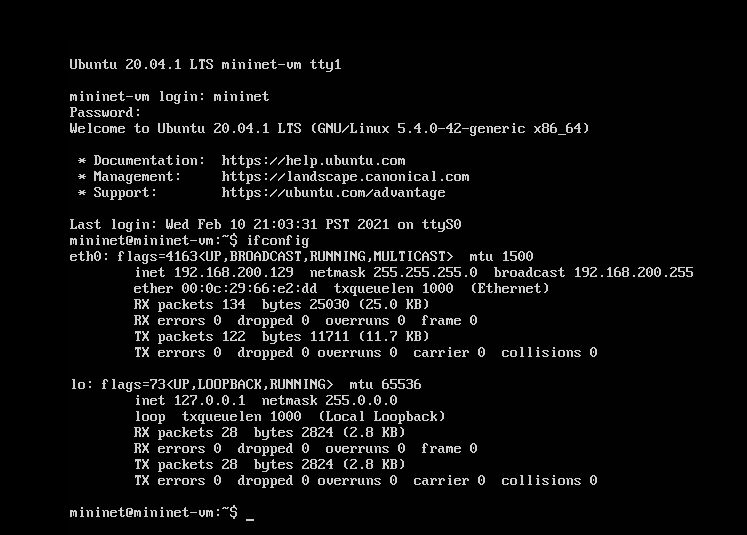 Ubuntu 20.04.1 LTS mininet-vm tty1
mininet-vm login: mininet
Password:
Welcome to Ubuntu 20.04.1 LTS (GNU/Linux 5.4.0-42-generic x86_64)
* Documentation:  https://help.ubuntu.com
* Management:     https://landscape.canonical.com
* Support:        https://ubuntu.com/advantage
Last login: Wed Feb 10 21:03:31 PST 2021 on ttyS0
mininet@mininet-vm:~$ ifconfig
eth0: flags=4163<UP,BROADCAST,RUNNING,MULTICAST>  mtu 1500
        inet 192.168.200.129  netmask 255.255.255.0  broadcast 192.168.200.255
        ether 00:0c:29:66:e2:dd  txqueuelen 1000  (Ethernet)
        RX packets 134  bytes 25030 (25.0 KB)
        RX errors 0  dropped 0  overruns 0  frame 0
        TX packets 122  bytes 11711 (11.7 KB)
        TX errors 0  dropped 0 overruns 0  carrier 0  collisions 0
lo: flags=73<UP,LOOPBACK,RUNNING>  mtu 65536
        inet 127.0.0.1  netmask 255.0.0.0
        loop  txqueuelen 1000  (Local Loopback)
        RX packets 28  bytes 2824 (2.8 KB)
        RX errors 0  dropped 0  overruns 0  frame 0
        TX packets 28  bytes 2824 (2.8 KB)
        TX errors 0  dropped 0 overruns 0  carrier 0  collisions 0
mininet@mininet-vm:~$ _